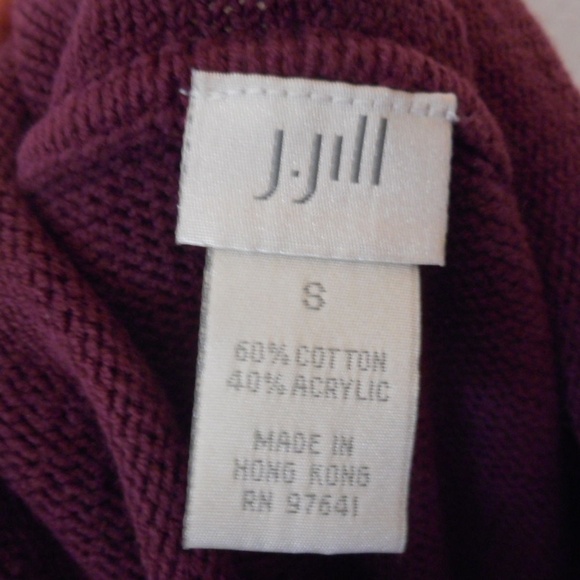 J.Jill
S
60% COTTON
40% ACRYLIC
MADE IN
HONG KONG
RN 97641